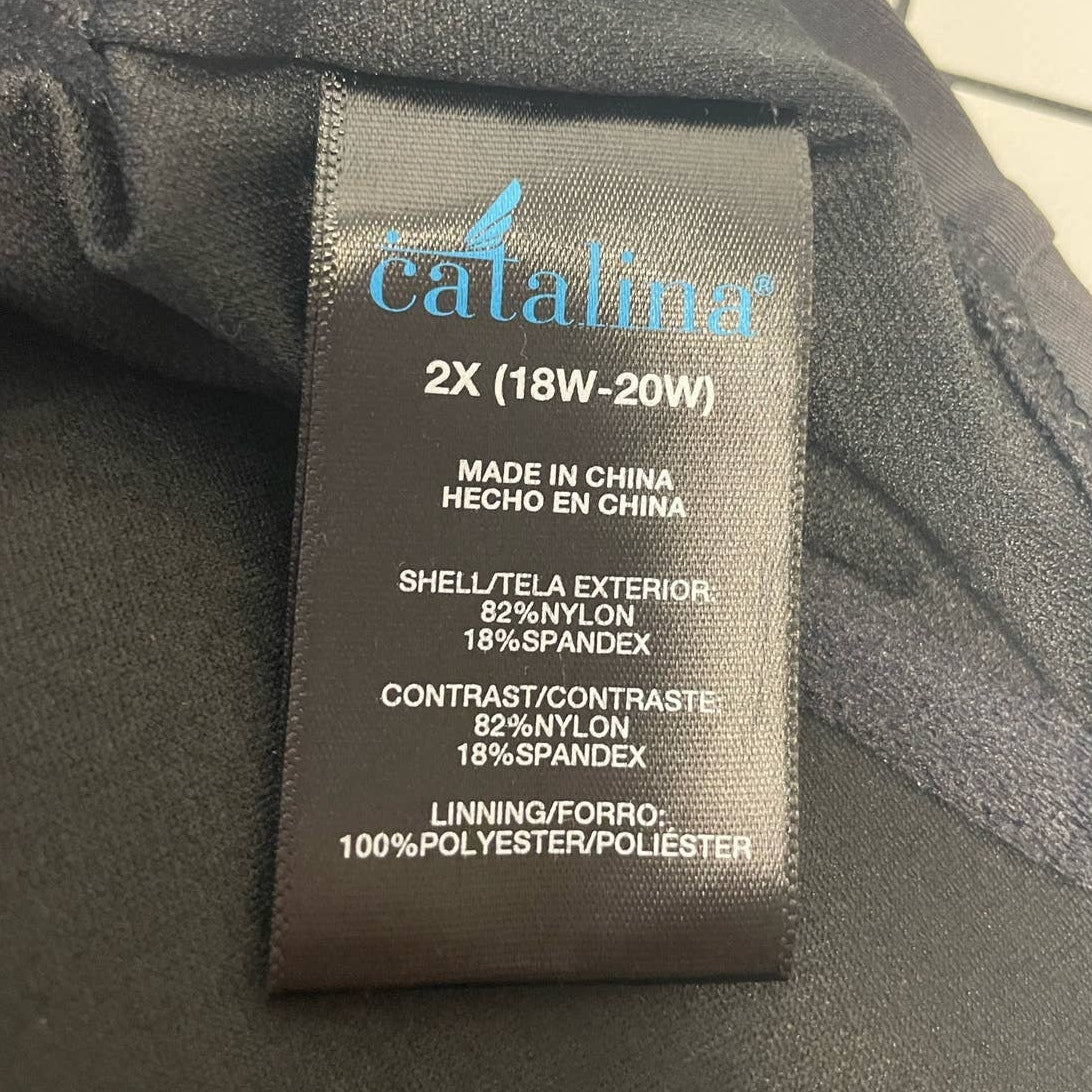 catalina®
2X (18W-20W)
MADE IN CHINA
HECHO EN CHINA
SHELL/TELA EXTERIOR:
82%NYLON
18%SPANDEX
CONTRAST/CONTRASTE:
82%NYLON
18%SPANDEX
LINNING/FORRO:
100%POLYESTER/POLIÉSTER